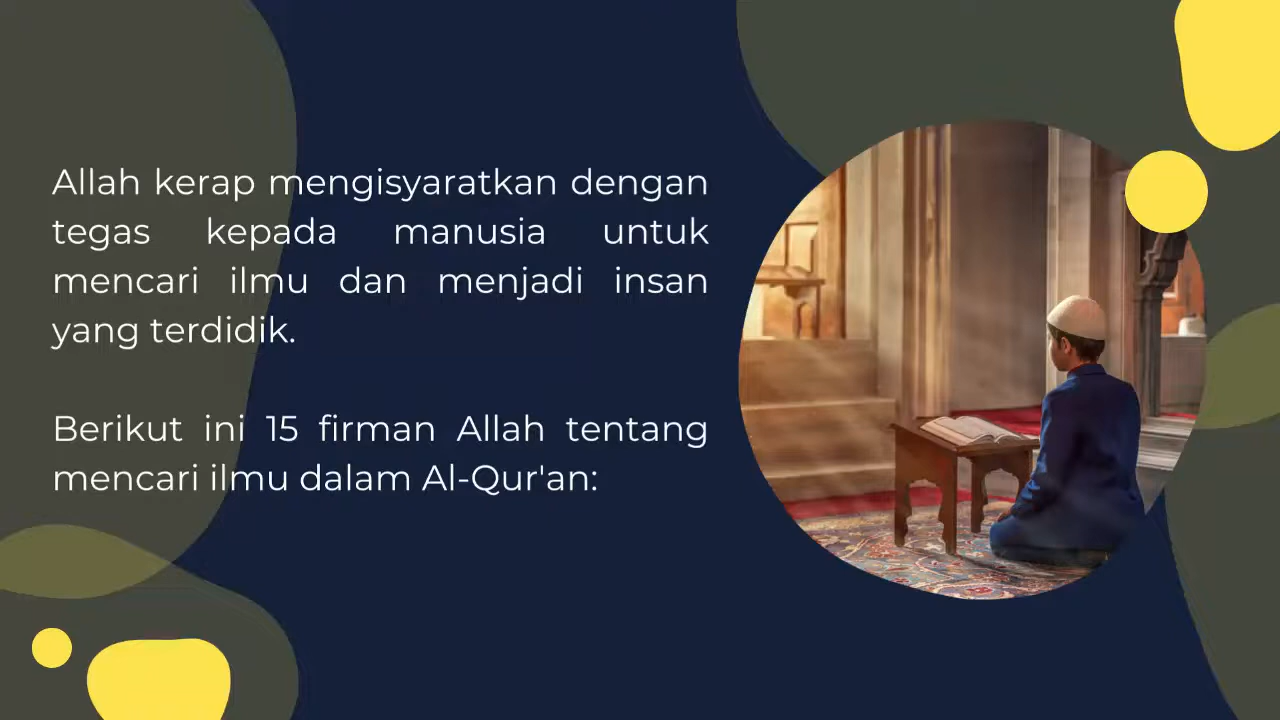 Allah kerap mengisyaratkan dengan
tegas kepada manusia untuk
mencari ilmu dan menjadi insan
yang terdidik.
Berikut ini 15 firman Allah tentang
mencari ilmu dalam Al-Qur'an: